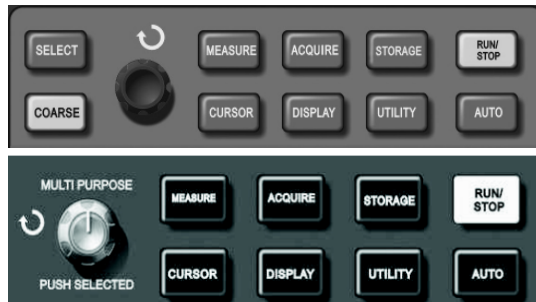 SELECT
MEASURE
ACQUIRE
STORAGE
RUN/
STOP
COARSE
CURSOR
DISPLAY
UTILITY
AUTO
MULTI PURPOSE
MEASURE
ACQUIRE
STORAGE
RUN/
STOP
PUSH SELECTED
CURSOR
DISPLAY
UTILITY
AUTO